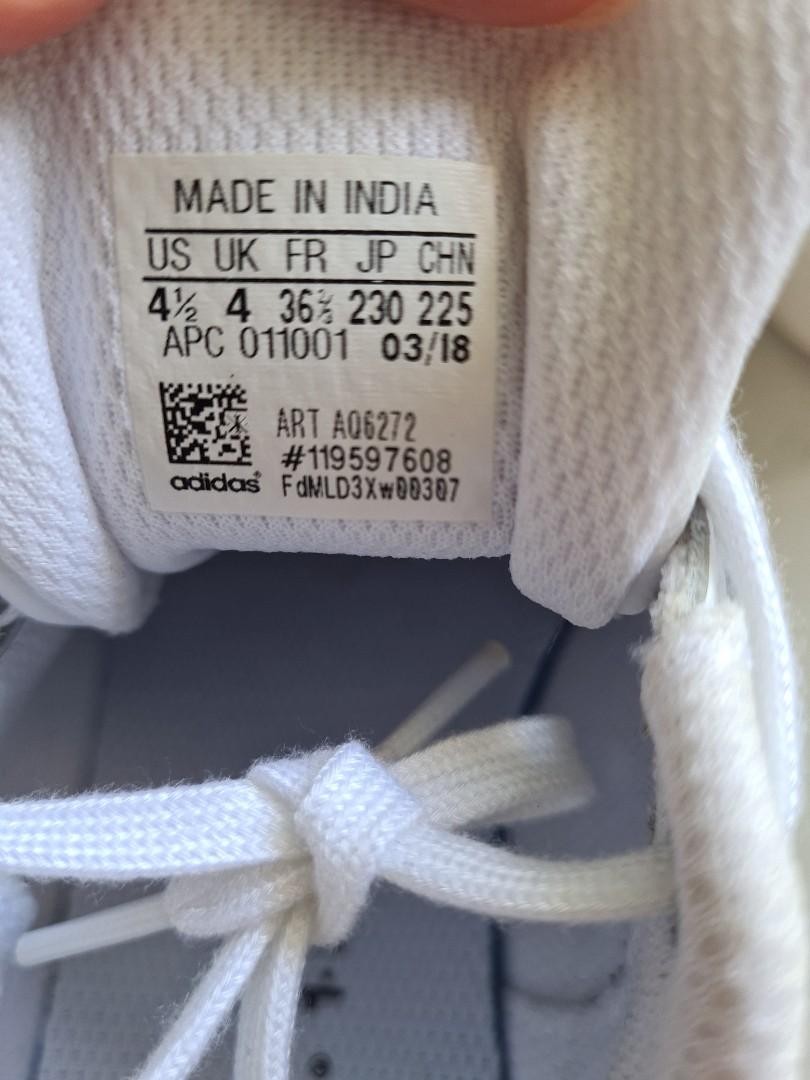 MADE IN INDIA
US UK FR JP CHN
4½ 4 36⅔ 230 225
APC 011001 03/18
ART AQ6272
#119597608
adidas® FdMLD3Xw00307